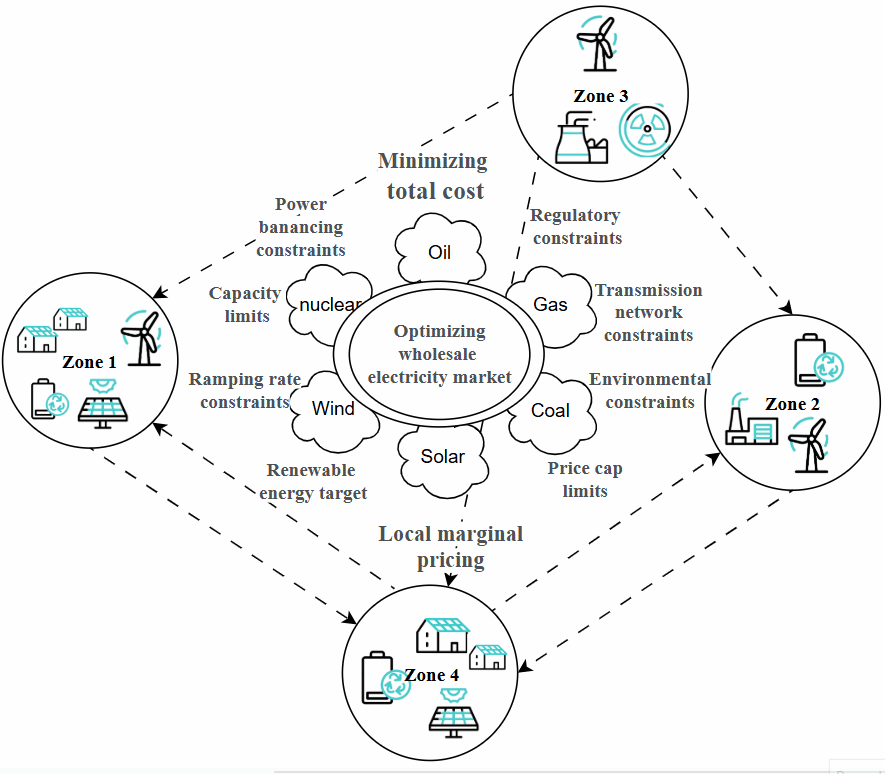 Zone 3
Minimizing
total cost
Power
banancing
constraints
Regulatory
constraints
Oil
Capacity
limits
nuclear
Gas
Transmission
network
constraints
Optimizing
wholesale
electricity market
Zone 1
Ramping rate
constraints
Wind
Coal
Environmental
constraints
Zone 2
Solar
Renewable
energy target
Price cap
limits
Local marginal
pricing
Zone 4